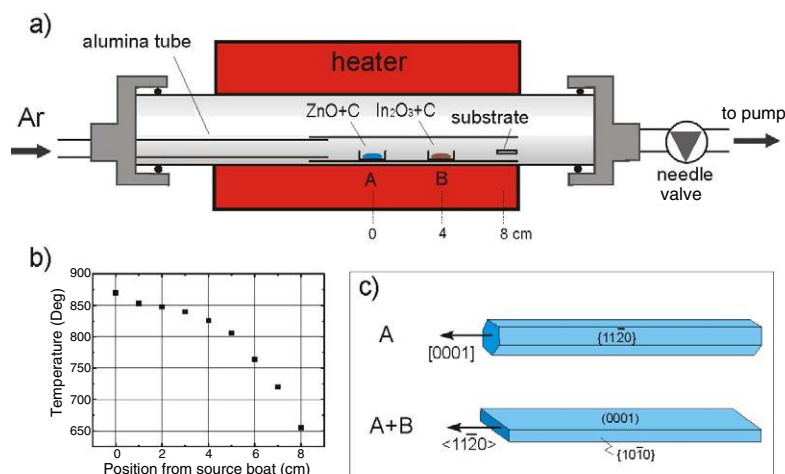 a)
alumina tube
heater
ZnO+C In₂O₃+C
substrate
Ar
to pump
A B
needle
valve
0 4 8 cm
b)
900
850
800
750
700
650
Temperature (Deg)
0 2 4 6 8
Position from source boat (cm)
c)
A
{112̅0}
[0001]
A+B
(0001)
<112̅0>
{101̅0}